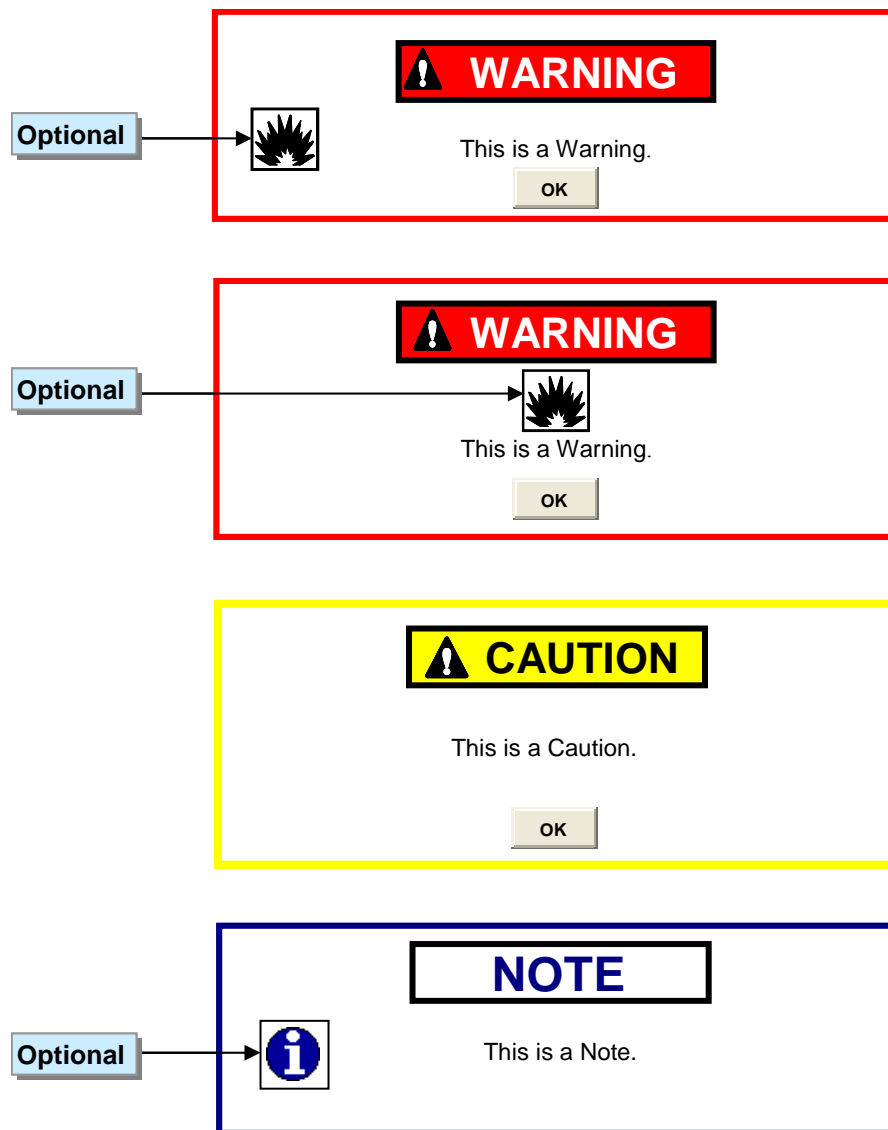 WARNING
Optional
This is a Warning.
OK
WARNING
Optional
This is a Warning.
OK
CAUTION
This is a Caution.
OK
NOTE
Optional
This is a Note.